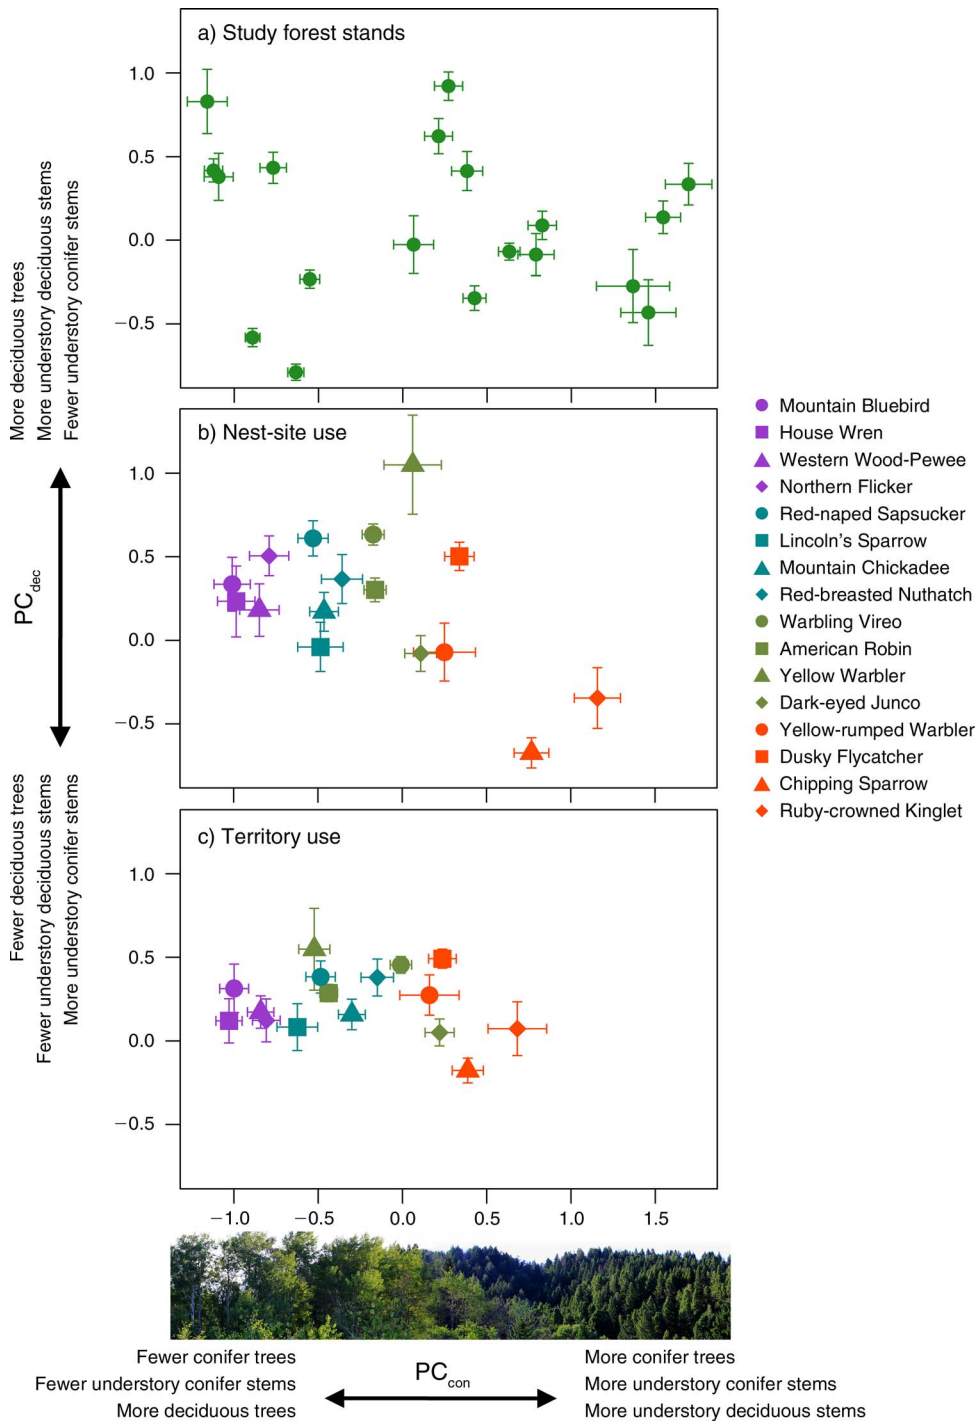 a) Study forest stands
1.0
0.5
0.0
−0.5
More deciduous trees
More understory deciduous stems
Fewer understory conifer stems
b) Nest-site use
1.0
0.5
0.0
−0.5
PCdec
Mountain Bluebird
House Wren
Western Wood-Pewee
Northern Flicker
Red-naped Sapsucker
Lincoln's Sparrow
Mountain Chickadee
Red-breasted Nuthatch
Warbling Vireo
American Robin
Yellow Warbler
Dark-eyed Junco
Yellow-rumped Warbler
Dusky Flycatcher
Chipping Sparrow
Ruby-crowned Kinglet
Fewer deciduous trees
Fewer understory deciduous stems
More understory conifer stems
c) Territory use
1.0
0.5
0.0
−0.5
−1.0 −0.5 0.0 0.5 1.0 1.5
Fewer conifer trees
Fewer understory conifer stems
More deciduous trees
PCcon
More conifer trees
More understory conifer stems
More understory deciduous stems